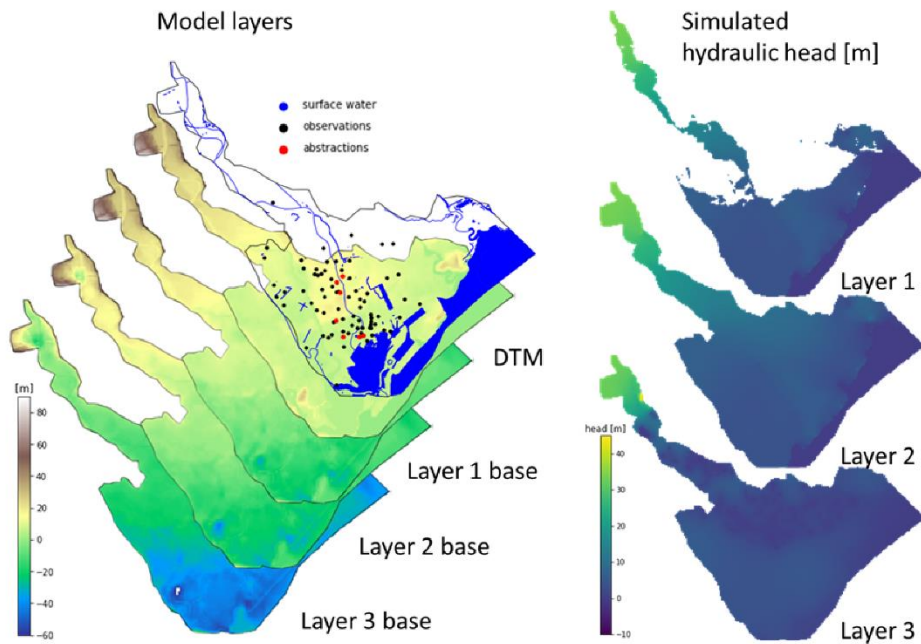 Model layers
surface water
observations
abstractions
DTM
Layer 1 base
Layer 2 base
Layer 3 base
[m]
80
60
40
20
0
−20
−40
−60
Simulated
hydraulic head [m]
Layer 1
Layer 2
Layer 3
head [m]
40
30
20
10
0
−10